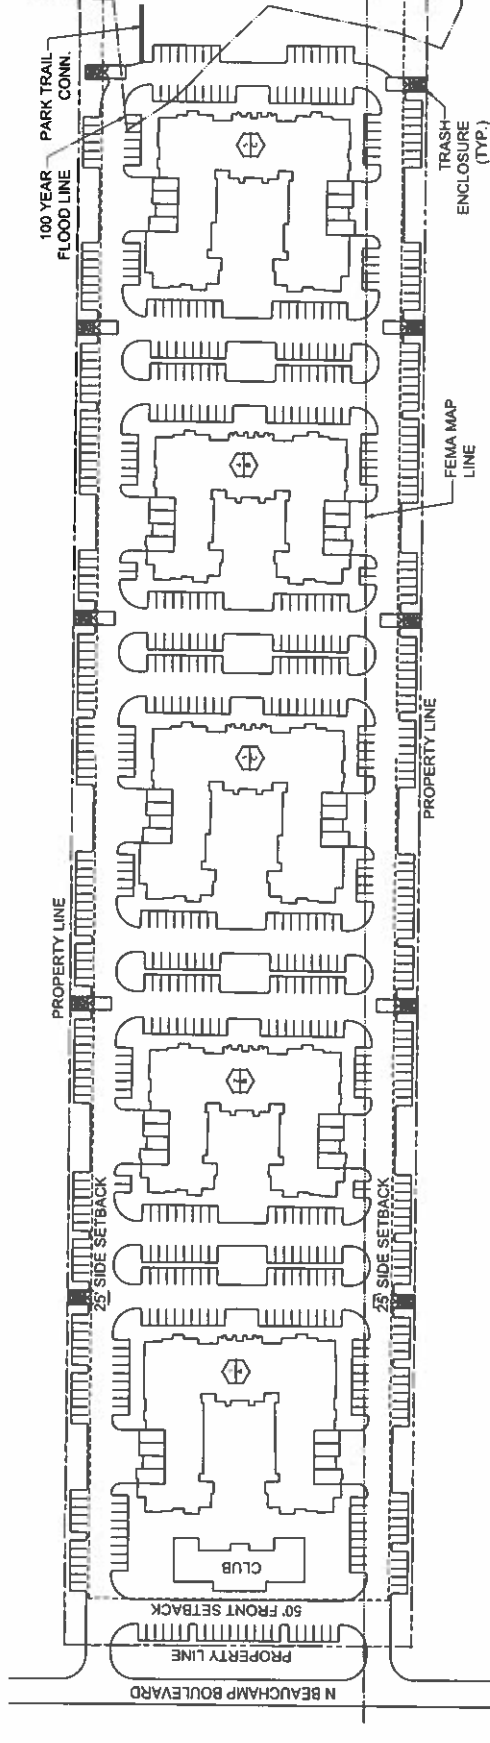 PARK TRAIL
CONN.
100 YEAR
FLOOD LINE
TRASH
ENCLOSURE
(TYP.)
FEMA MAP
LINE
PROPERTY LINE
PROPERTY LINE
25' SIDE SETBACK
25' SIDE SETBACK
CLUB
50' FRONT SETBACK
PROPERTY LINE
N BEAUCHAMP BOULEVARD